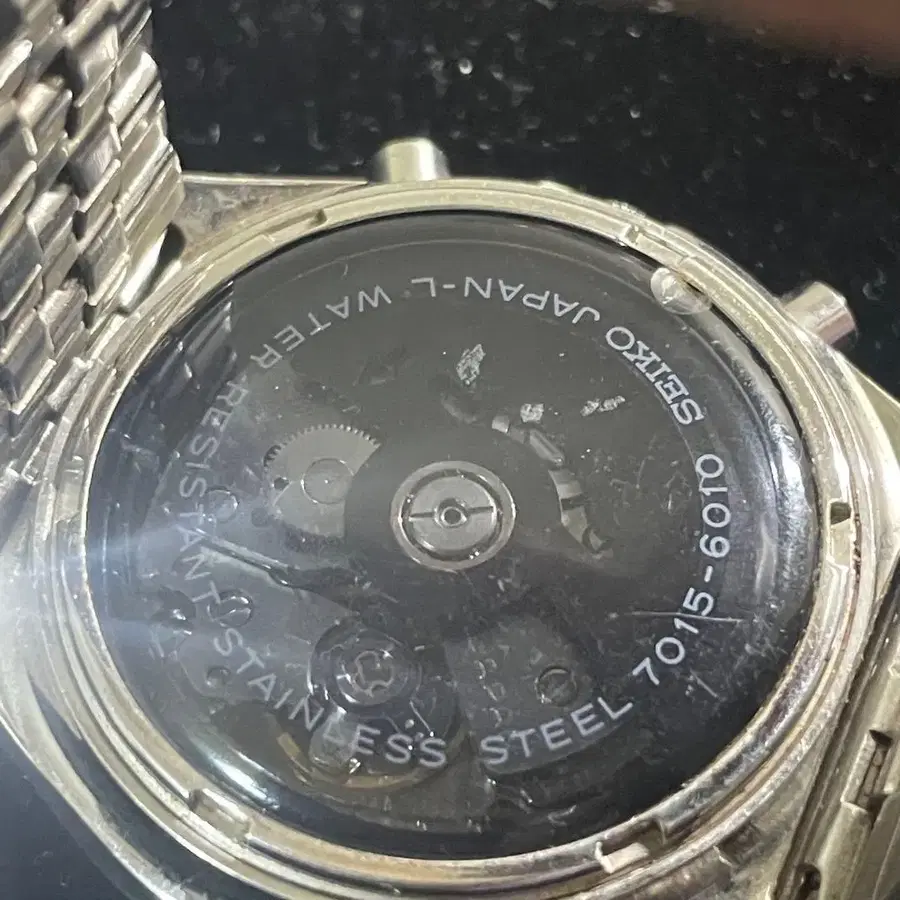 SEIKO JAPAN-L WATER RESISTANT STAINLESS STEEL 7015-6010